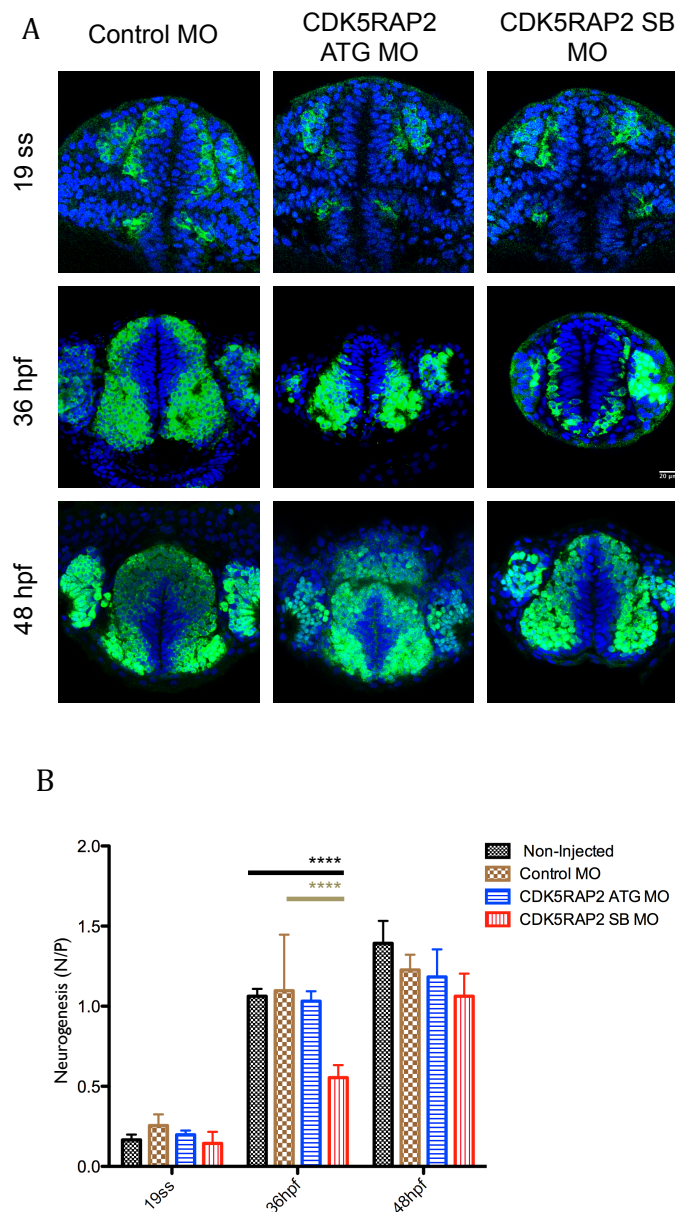 A
Control MO
CDK5RAP2
ATG MO
CDK5RAP2 SB
MO
19 ss
36 hpf
20 µm
48 hpf
B
Neurogenesis (N/P)
2.0
1.5
1.0
0.5
0.0
****
****
19ss
36hpf
48hpf
Non-Injected
Control MO
CDK5RAP2 ATG MO
CDK5RAP2 SB MO